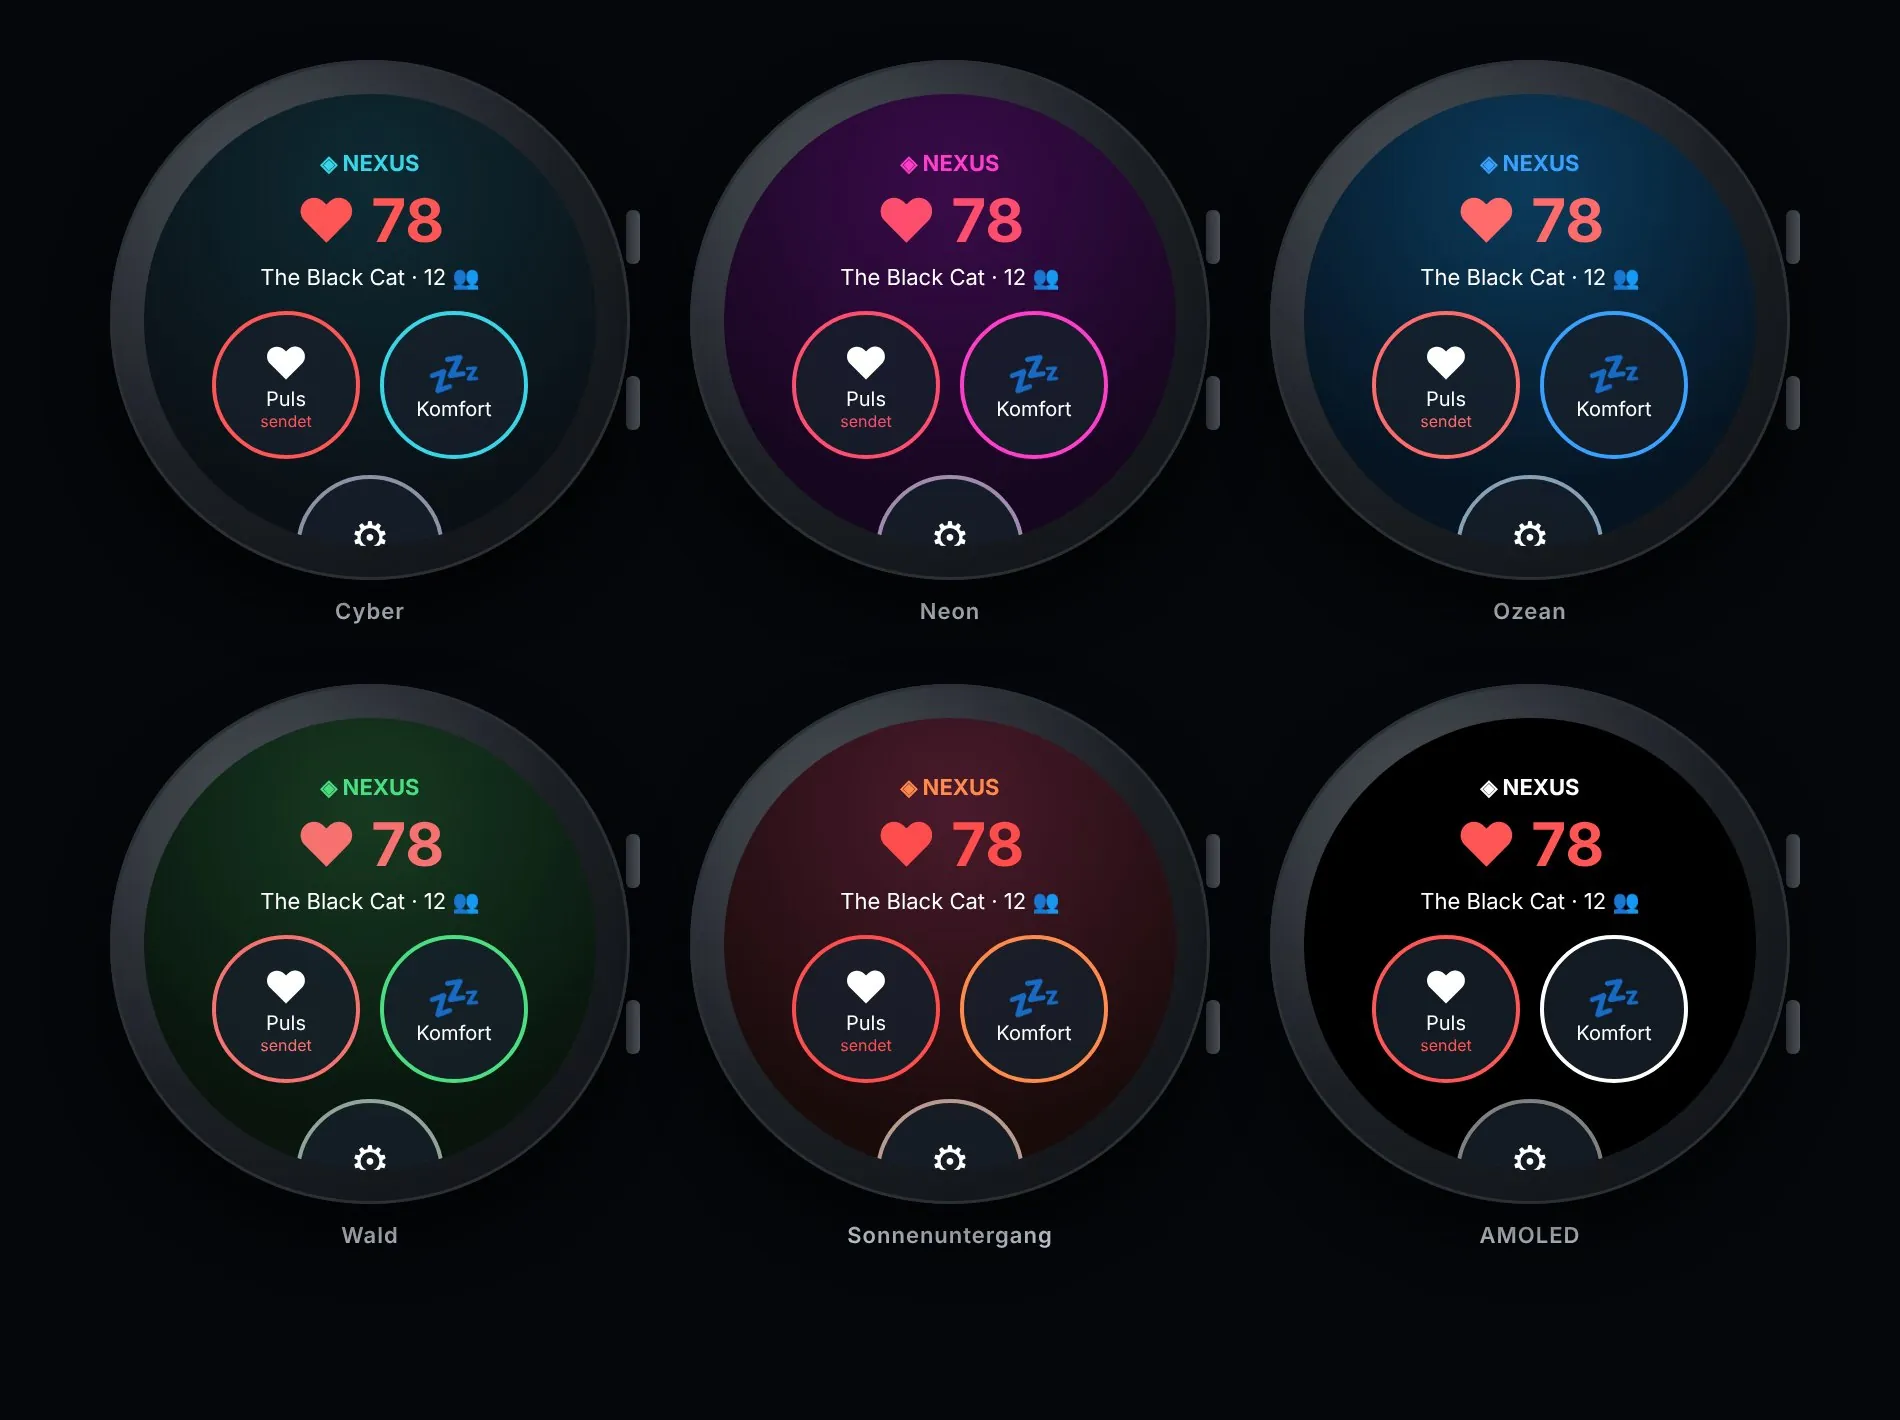 ◈ NEXUS
❤ 78
The Black Cat · 12 👥
Puls
sendet
💤
Komfort
⚙
Cyber
◈ NEXUS
❤ 78
The Black Cat · 12 👥
Puls
sendet
💤
Komfort
⚙
Neon
◈ NEXUS
❤ 78
The Black Cat · 12 👥
Puls
sendet
💤
Komfort
⚙
Ozean
◈ NEXUS
❤ 78
The Black Cat · 12 👥
Puls
sendet
💤
Komfort
⚙
Wald
◈ NEXUS
❤ 78
The Black Cat · 12 👥
Puls
sendet
💤
Komfort
⚙
Sonnenuntergang
◈ NEXUS
❤ 78
The Black Cat · 12 👥
Puls
sendet
💤
Komfort
⚙
AMOLED